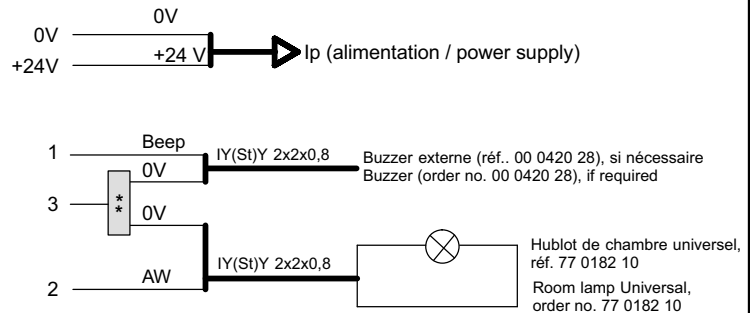 0V
0V
+24 V
+24V
Ip (alimentation / power supply)
1
Beep
IY(St)Y 2x2x0,8
Buzzer externe (réf.. 00 0420 28), si nécessaire
Buzzer (order no. 00 0420 28), if required
0V
3
**
0V
Hublot de chambre universel,
réf. 77 0182 10
IY(St)Y 2x2x0,8
2
AW
Room lamp Universal,
order no. 77 0182 10